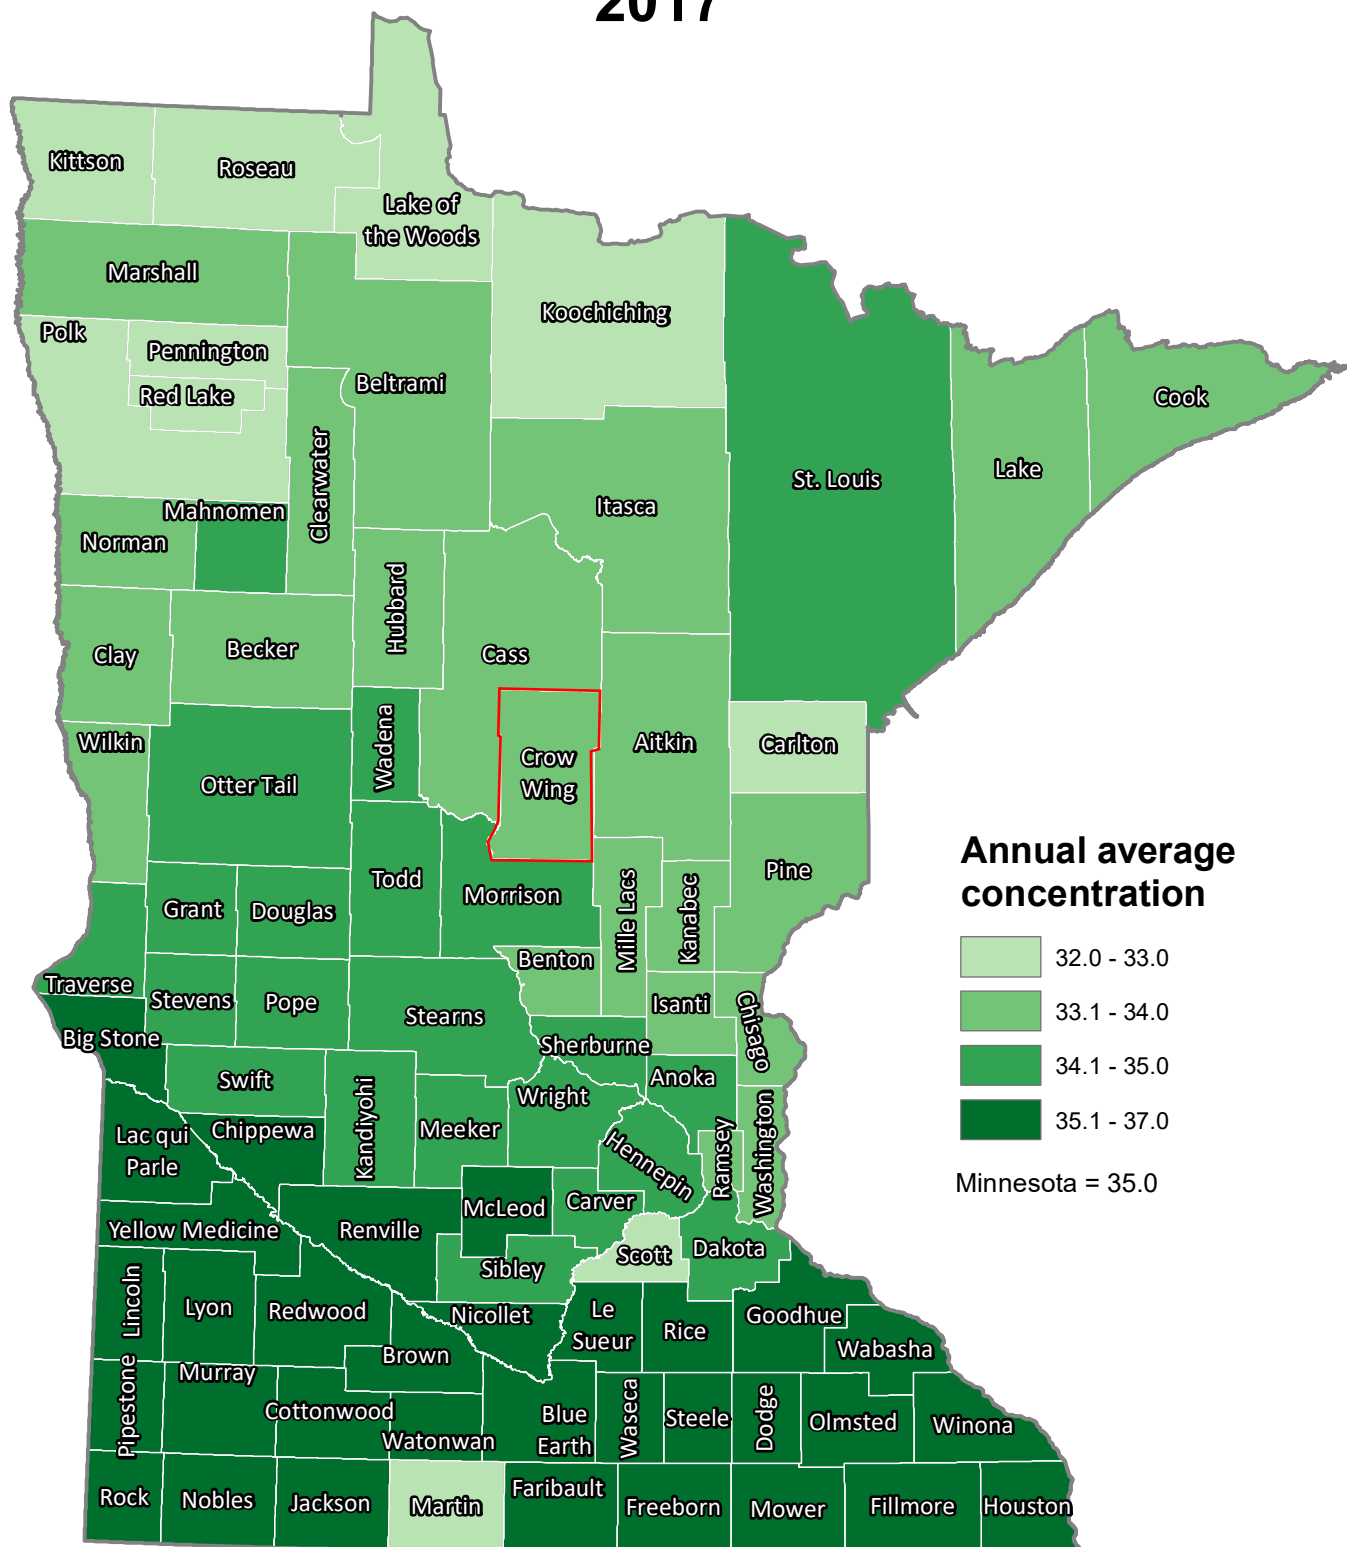 2017
Kittson
Roseau
Lake of
the Woods
Marshall
Koochiching
Polk
Pennington
Red Lake
Beltrami
Cook
Clearwater
Lake
St. Louis
Itasca
Mahnomen
Norman
Hubbard
Becker
Clay
Cass
Wilkin
Wadena
Crow
Wing
Aitkin
Carlton
Otter Tail
Pine
Todd
Morrison
Grant
Douglas
Mille Lacs
Kanabec
Benton
Traverse
Stevens
Pope
Stearns
Isanti
Chisago
Big Stone
Sherburne
Swift
Anoka
Wright
Kandiyohi
Meeker
Chippewa
Lac qui
Parle
Hennepin
Ramsey
Washington
McLeod
Carver
Yellow Medicine
Renville
Scott
Dakota
Sibley
Lincoln
Lyon
Redwood
Nicollet
Le
Sueur
Rice
Goodhue
Wabasha
Brown
Pipestone
Murray
Cottonwood
Watonwan
Blue
Earth
Waseca
Steele
Dodge
Olmsted
Winona
Rock
Nobles
Jackson
Martin
Faribault
Freeborn
Mower
Fillmore
Houston
Annual average
concentration
32.0 - 33.0
33.1 - 34.0
34.1 - 35.0
35.1 - 37.0
Minnesota = 35.0